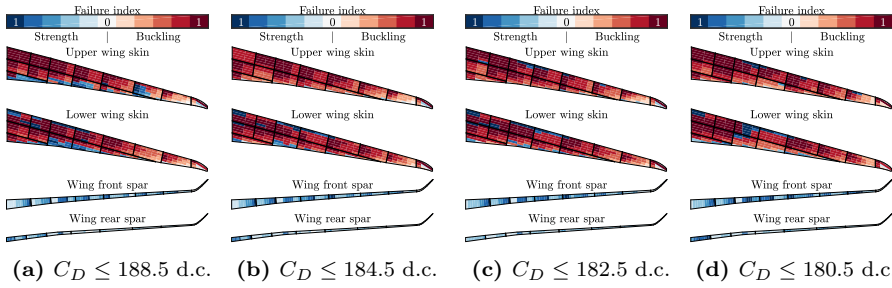 Failure index
1 0 1
Strength | Buckling
Upper wing skin
Lower wing skin
Wing front spar
Wing rear spar
(a) C_D ≤ 188.5 d.c.
Failure index
1 0 1
Strength | Buckling
Upper wing skin
Lower wing skin
Wing front spar
Wing rear spar
(b) C_D ≤ 184.5 d.c.
Failure index
1 0 1
Strength | Buckling
Upper wing skin
Lower wing skin
Wing front spar
Wing rear spar
(c) C_D ≤ 182.5 d.c.
Failure index
1 0 1
Strength | Buckling
Upper wing skin
Lower wing skin
Wing front spar
Wing rear spar
(d) C_D ≤ 180.5 d.c